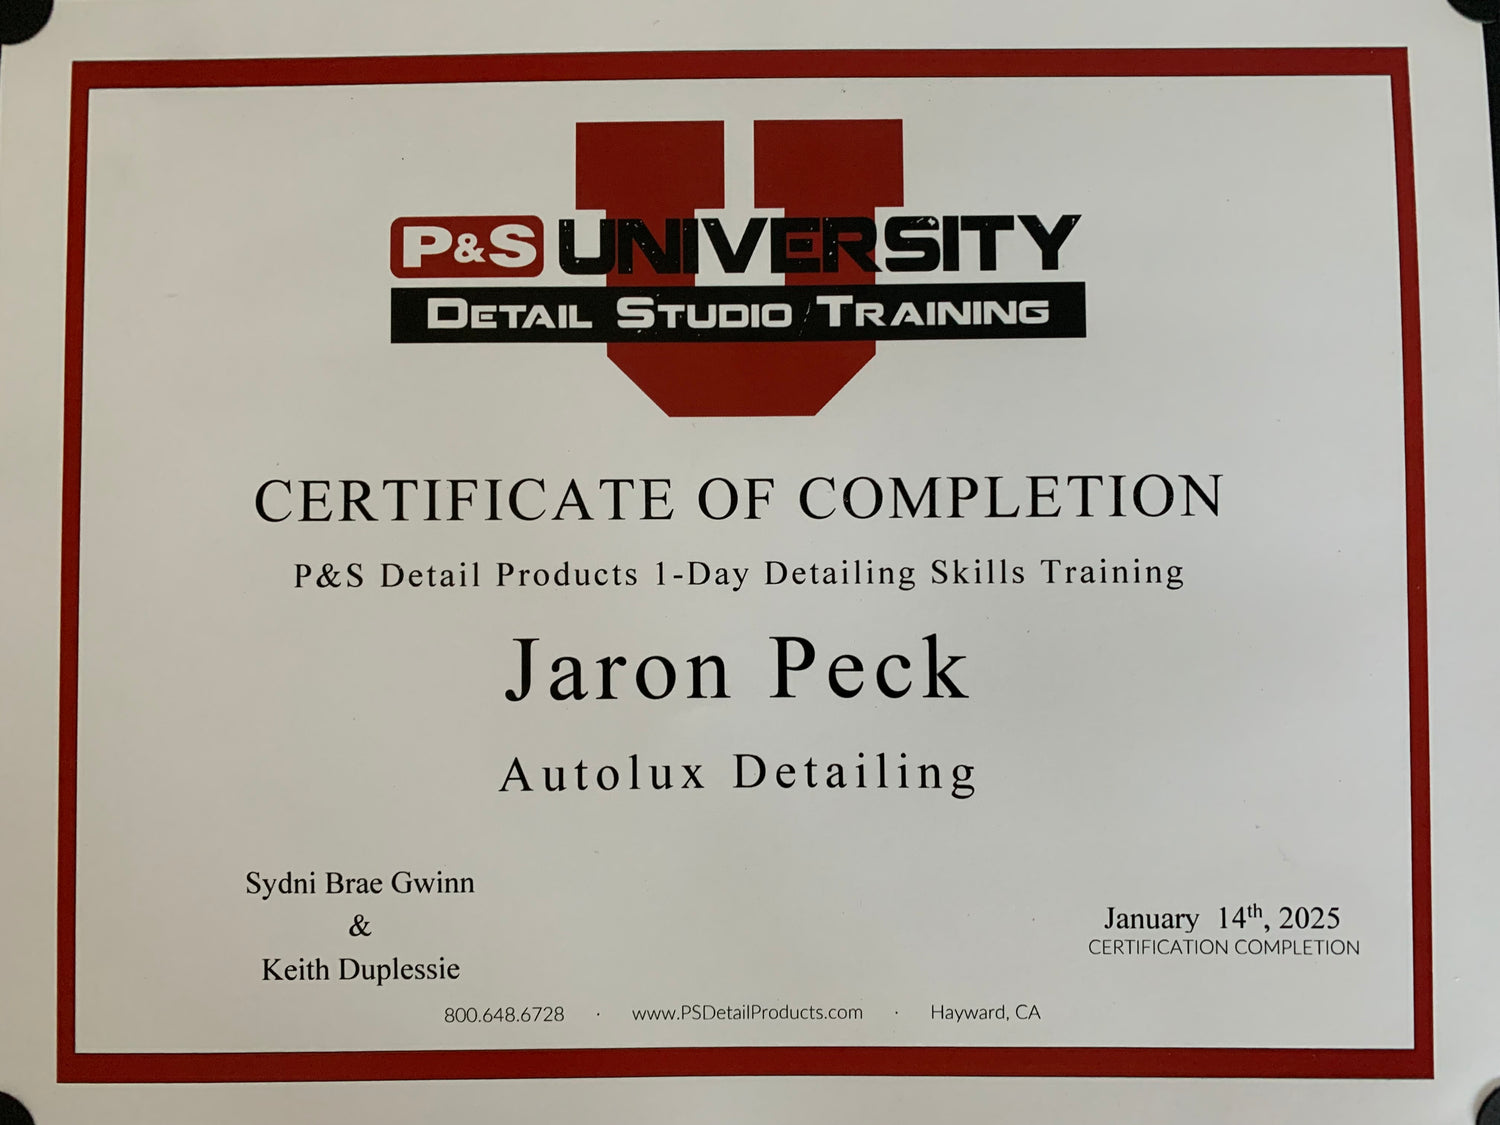 P&S UNIVERSITY
DETAIL STUDIO TRAINING
CERTIFICATE OF COMPLETION
P&S Detail Products 1-Day Detailing Skills Training
Jaron Peck
Autolux Detailing
Sydni Brae Gwinn
&
Keith Duplessie
January 14th, 2025
CERTIFICATION COMPLETION
800.648.6728 · www.PSDetailProducts.com · Hayward, CA